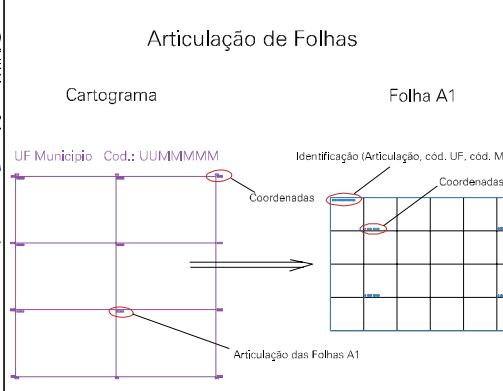 Articulação de Folhas
Cartograma
Folha A1
UF Municipio Cod.: UUMMMMM
Identificação (Articulação, cód. UF, cód. M
Coordenadas
Coordenadas
Articulação das Folhas A1